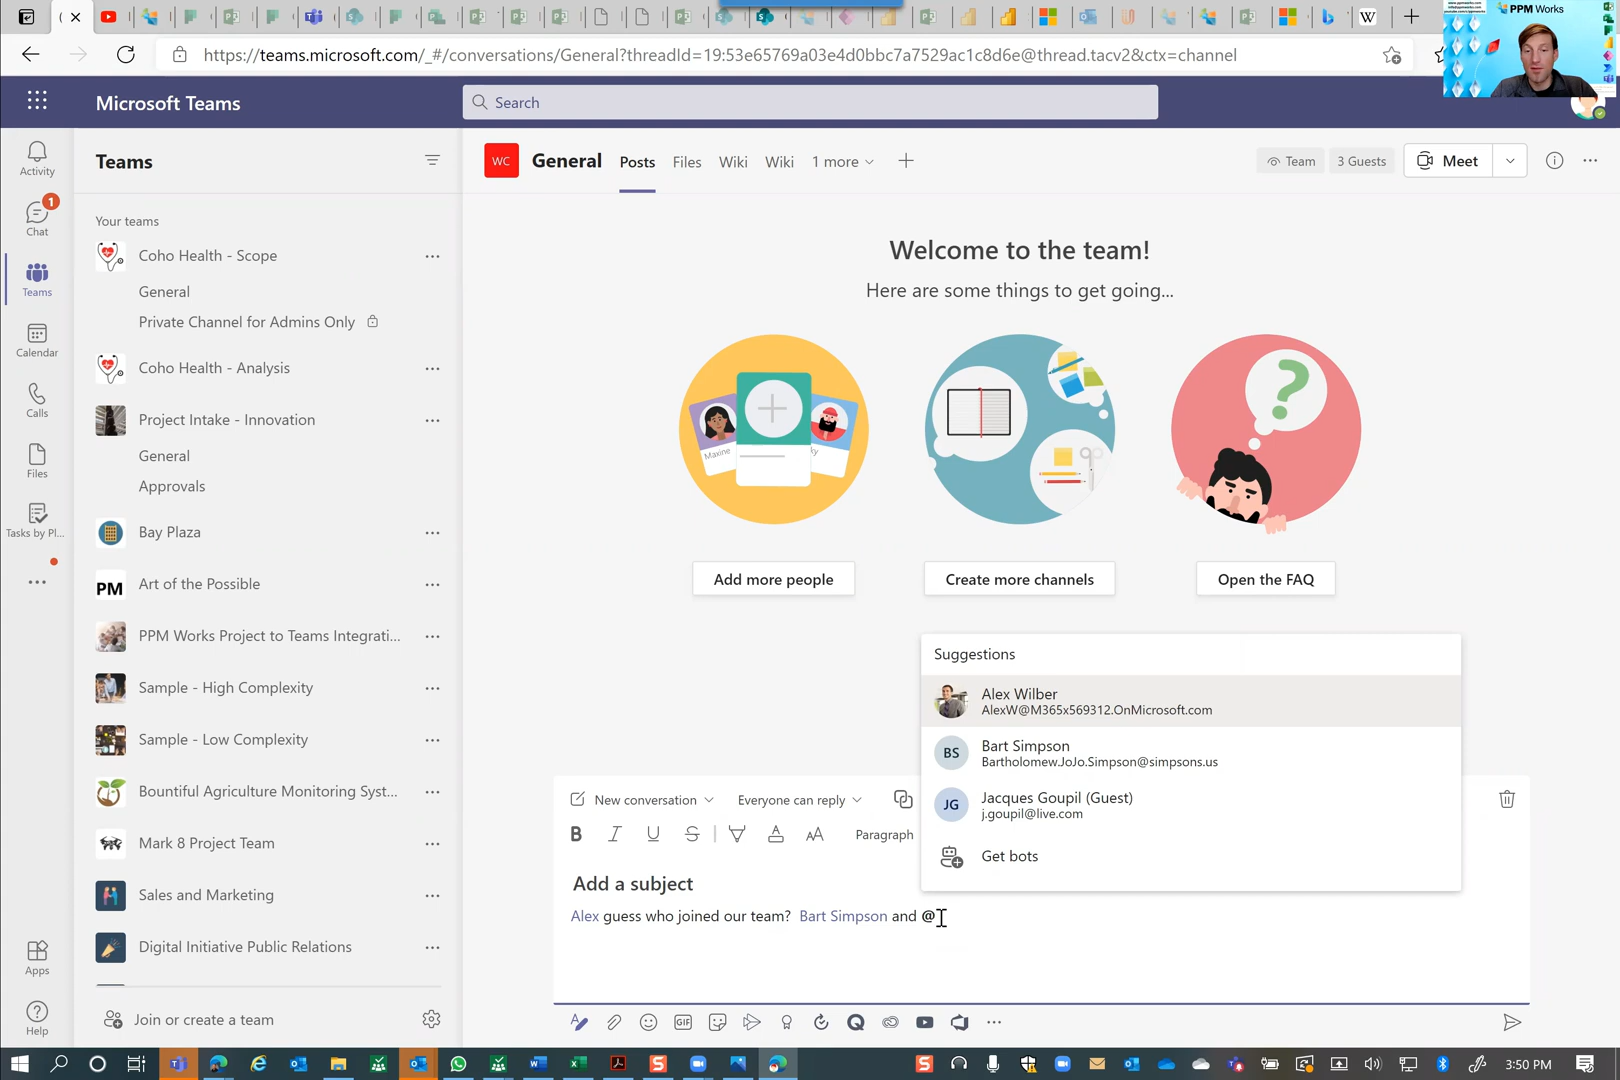 https://teams.microsoft.com/_#/conversations/General?threadId=19:53e65769a03e4d0bbc7a7529ac1c8d6e@thread.tacv2&ctx=channel
PPM Works
Microsoft Teams
Search
Activity
Chat
1
Teams
Calendar
Calls
Files
Tasks by Pl...
Apps
Help
Teams
Your teams
Coho Health - Scope
General
Private Channel for Admins Only
Coho Health - Analysis
Project Intake - Innovation
General
Approvals
Bay Plaza
PM Art of the Possible
PPM Works Project to Teams Integrati...
Sample - High Complexity
Sample - Low Complexity
Bountiful Agriculture Monitoring Syst...
Mark 8 Project Team
Sales and Marketing
Digital Initiative Public Relations
Join or create a team
WC General Posts Files Wiki Wiki 1 more
Team 3 Guests Meet
Welcome to the team!
Here are some things to get going...
Maxine
Add more people
Create more channels
Open the FAQ
Suggestions
Alex Wilber
AlexW@M365x569312.OnMicrosoft.com
BS
Bart Simpson
Bartholomew.JoJo.Simpson@simpsons.us
JG
Jacques Goupil (Guest)
j.goupil@live.com
Get bots
New conversation Everyone can reply
B I U S AA Paragraph
Add a subject
Alex guess who joined our team? Bart Simpson and @
GIF
3:50 PM